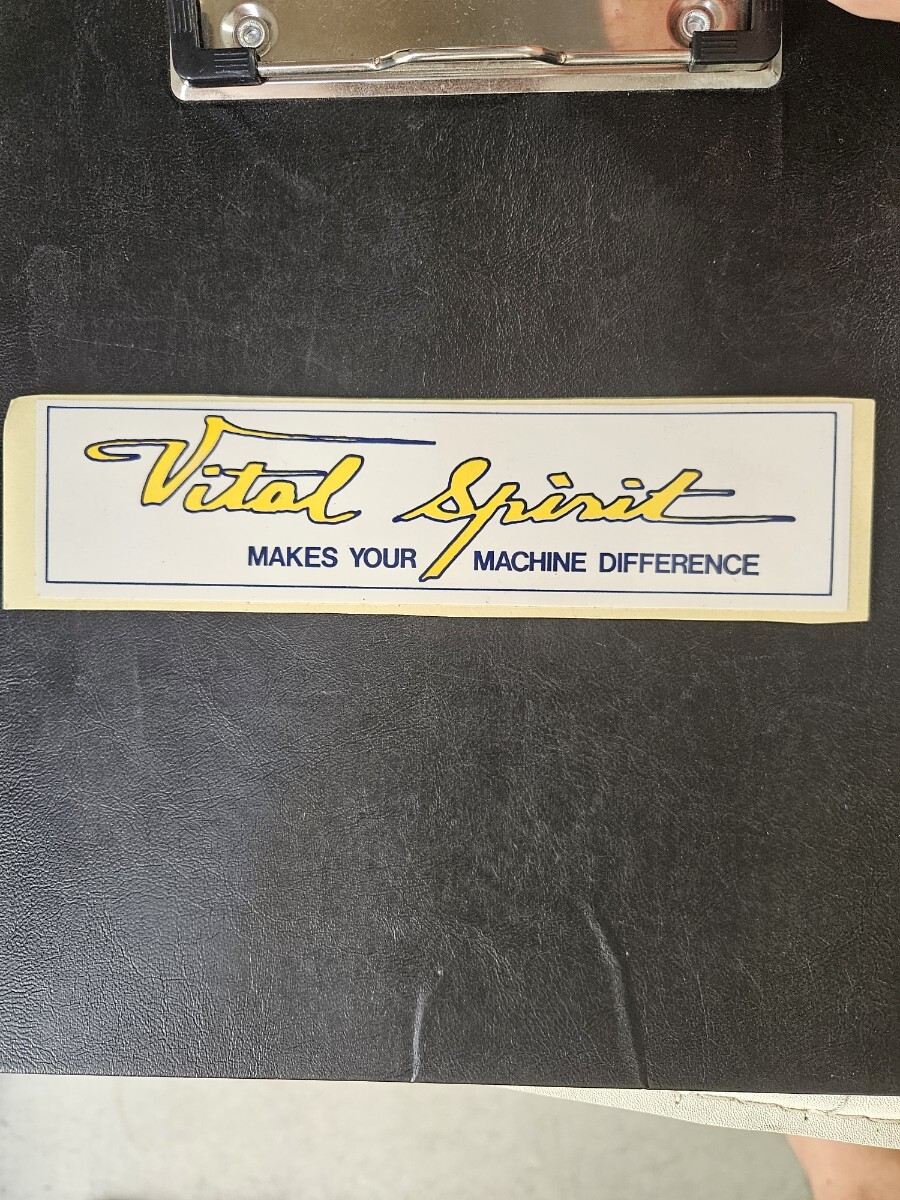 Vital Spirit
MAKES YOUR MACHINE DIFFERENCE